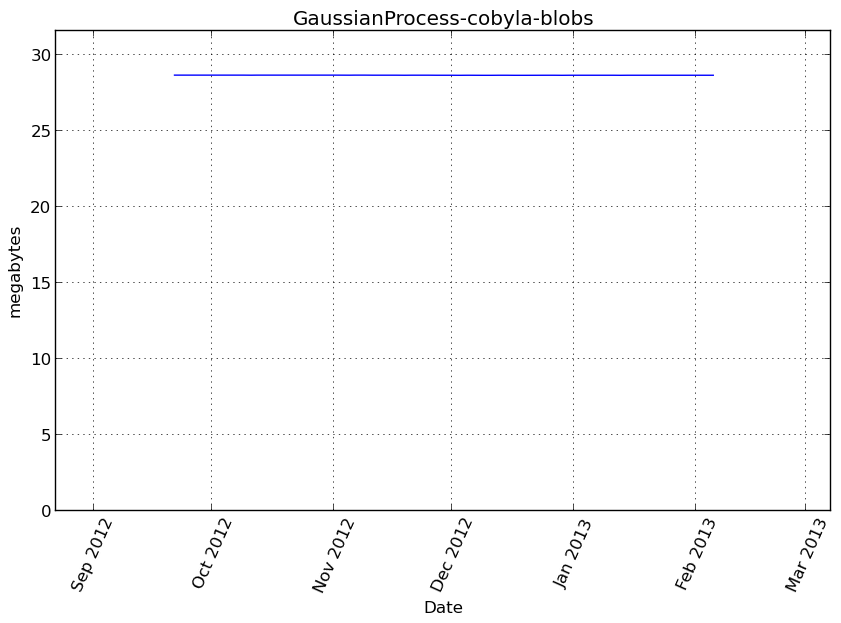 GaussianProcess-cobyla-blobs
30
25
20
15
10
5
0
megabytes
Sep 2012
Oct 2012
Nov 2012
Dec 2012
Jan 2013
Feb 2013
Mar 2013
Date